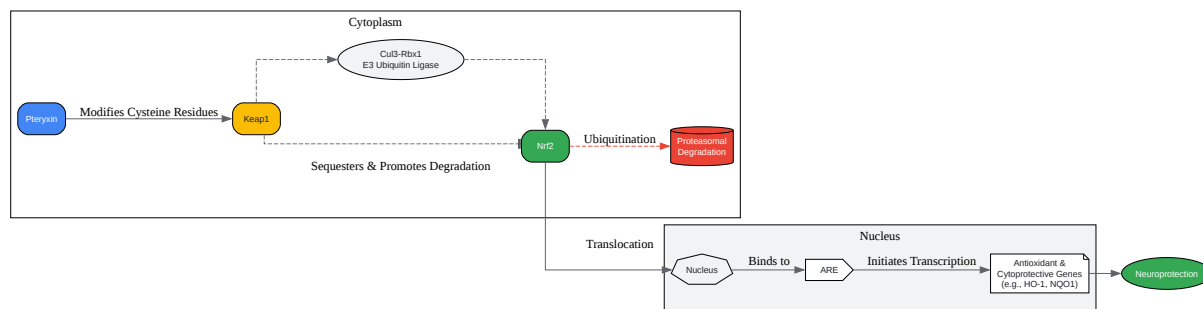 Cytoplasm
Cul3-Rbx1
E3 Ubiquitin Ligase
Pteryxin
Modifies Cysteine Residues
Keap1
Nrf2
Ubiquitination
Proteasomal
Degradation
Sequesters & Promotes Degradation
Translocation
Nucleus
Nucleus
Binds to
ARE
Initiates Transcription
Antioxidant &
Cytoprotective Genes
(e.g., HO-1, NQO1)
Neuroprotection